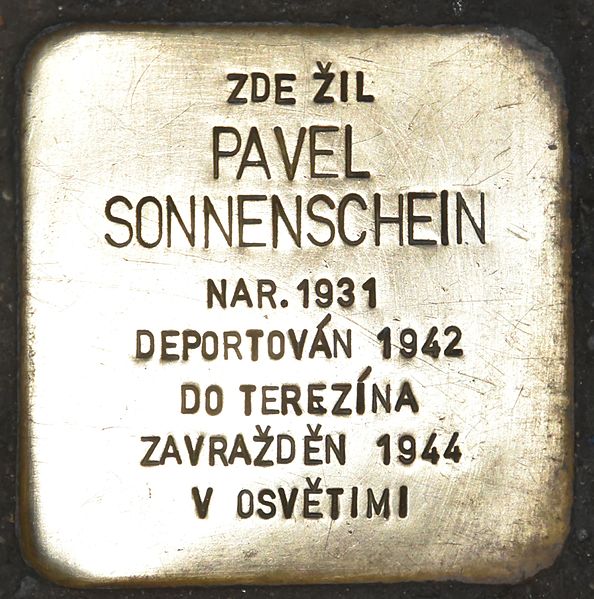 ZDE ŽIL
PAVEL
SONNENSCHEIN
NAR. 1931
DEPORTOVÁN 1942
DO TEREZÍNA
ZAVRAŽDĚN 1944
V OSVĚTIMI